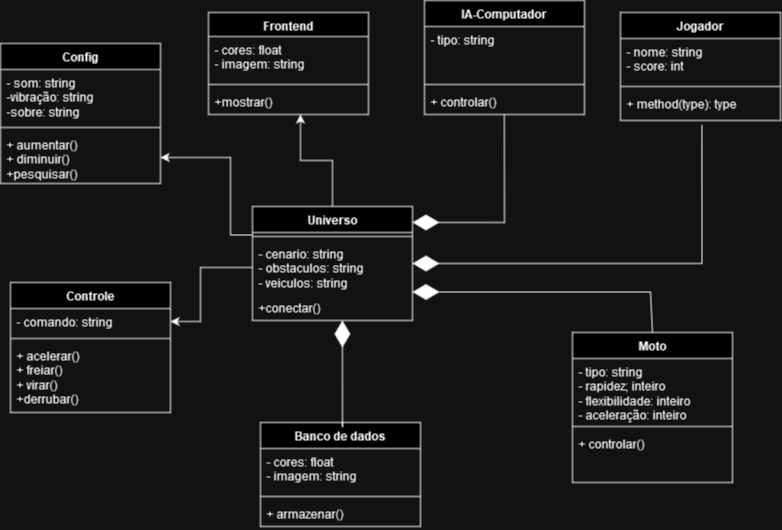 Config
- som: string
-vibração: string
-sobre: string
+ aumentar()
+ diminuir()
+pesquisar()
Frontend
- cores: float
- imagem: string
+mostrar()
IA-Computador
- tipo: string
+ controlar()
Jogador
- nome: string
- score: int
+ method(type): type
Universo
- cenario: string
- obstaculos: string
- veiculos: string
+conectar()
Controle
- comando: string
+ acelerar()
+ freiar()
+ virar()
+derrubar()
Moto
- tipo: string
- rapidez; inteiro
- flexibilidade: inteiro
- aceleração: inteiro
+ controlar()
Banco de dados
- cores: float
- imagem: string
+ armazenar()